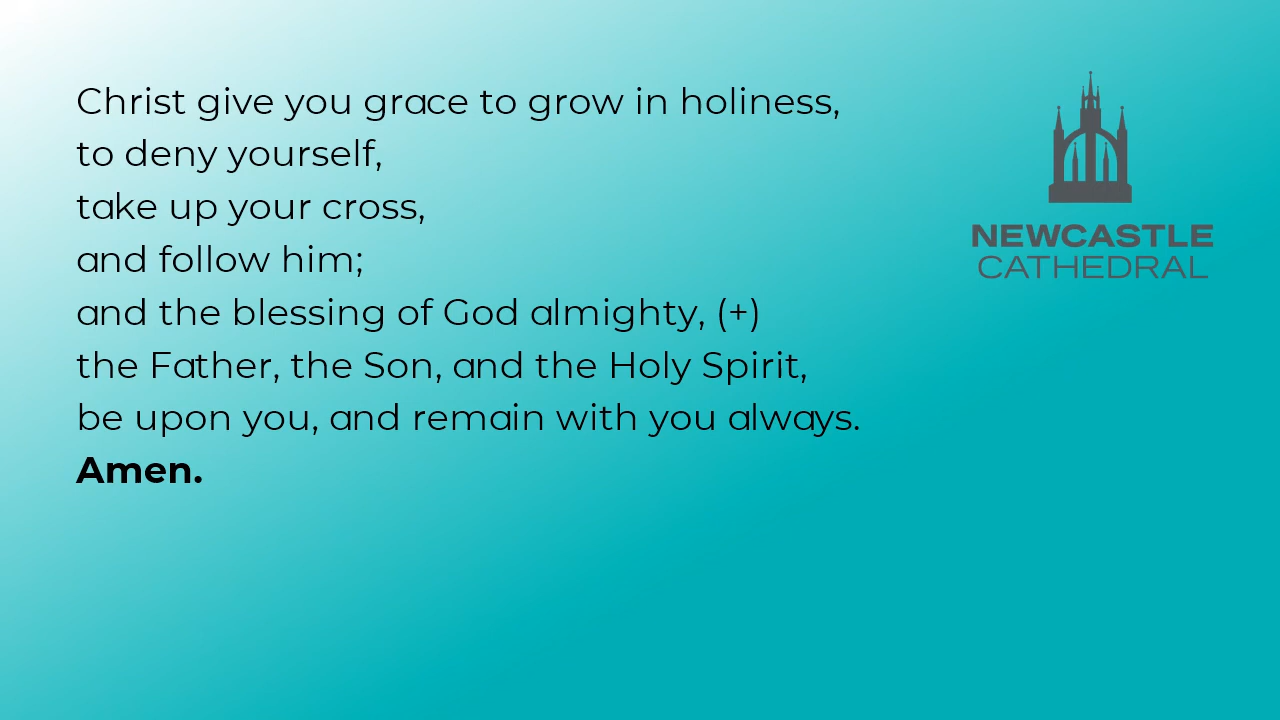 Christ give you grace to grow in holiness,
to deny yourself,
take up your cross,
and follow him;
and the blessing of God almighty, (+)
the Father, the Son, and the Holy Spirit,
be upon you, and remain with you always.
Amen.
NEWCASTLE
CATHEDRAL